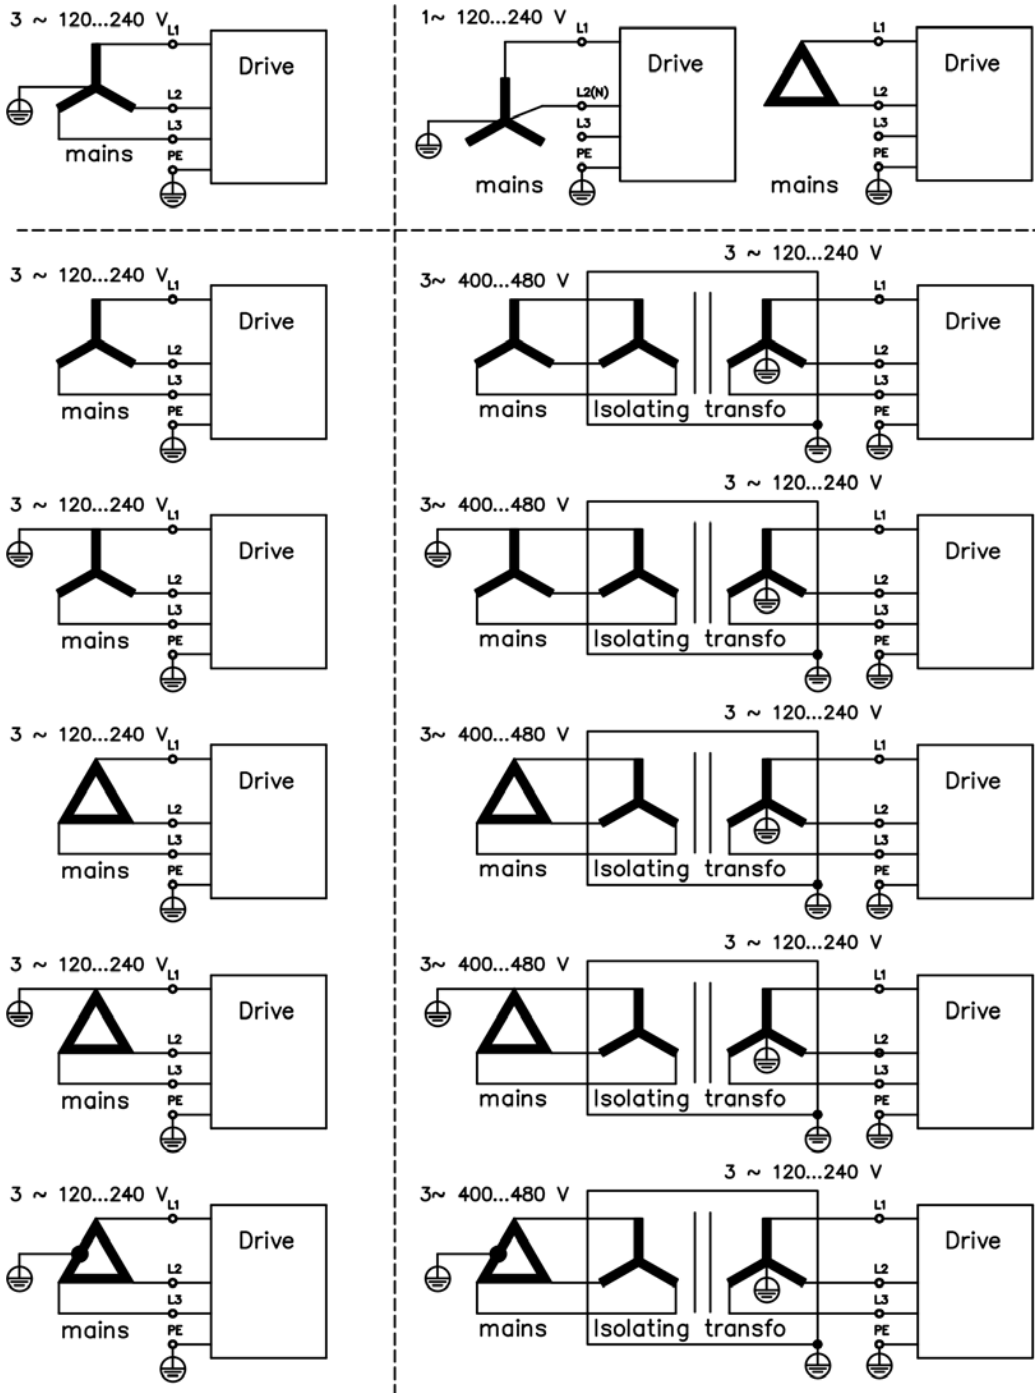 3 ~ 120...240 V
L1
Drive
L2
L3
mains
PE
1~ 120...240 V
L1
Drive
L2(N)
L3
PE
mains
L1
Drive
L2
L3
PE
mains
3 ~ 120...240 V
L1
Drive
L2
L3
mains
PE
3 ~ 120...240 V
3~ 400...480 V
L1
Drive
L2
L3
mains Isolating transfo
PE
3 ~ 120...240 V
L1
Drive
L2
L3
mains
PE
3 ~ 120...240 V
3~ 400...480 V
L1
Drive
L2
L3
mains Isolating transfo
PE
3 ~ 120...240 V
L1
Drive
L2
L3
mains
PE
3 ~ 120...240 V
3~ 400...480 V
L1
Drive
L2
L3
mains Isolating transfo
PE
3 ~ 120...240 V
L1
Drive
L2
L3
mains
PE
3 ~ 120...240 V
3~ 400...480 V
L1
Drive
L2
L3
mains Isolating transfo
PE
3 ~ 120...240 V
L1
Drive
L2
L3
mains
PE
3 ~ 120...240 V
3~ 400...480 V
L1
Drive
L2
L3
mains Isolating transfo
PE